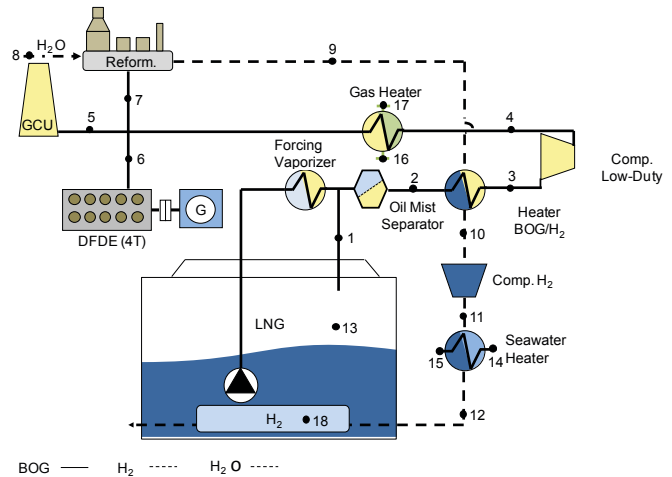 8
H2O
Reform.
9
7
GCU
5
Gas Heater
17
16
4
6
Forcing
Vaporizer
2
Oil Mist
Separator
3
Comp.
Low-Duty
Heater
BOG/H2
G
DFDE (4T)
1
10
Comp. H2
11
LNG
13
Seawater
Heater
15
14
H2
18
12
BOG
H2
H2O